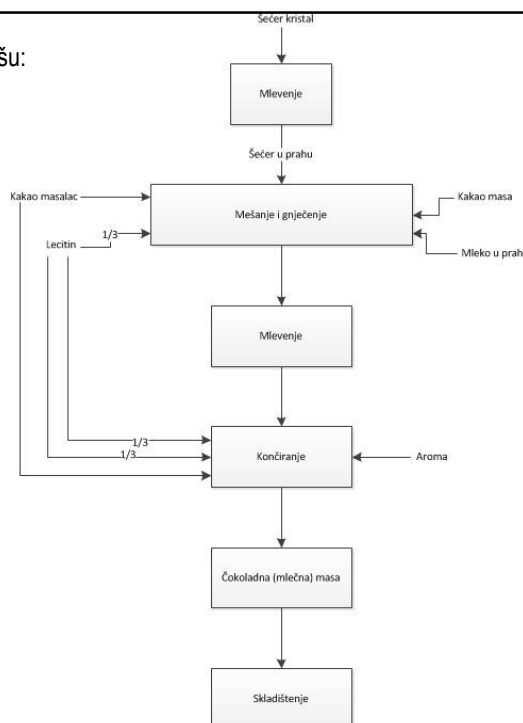 Šećer kristal
šu:
Mlevenje
Šećer u prahu
Kakao masalac
Mešanje i gnječenje
Kakao masa
1/3
Lecitin
Mleko u prah
Mlevenje
1/3
1/3
Končiranje
Aroma
Čokoladna (mlečna) masa
Skladištenje